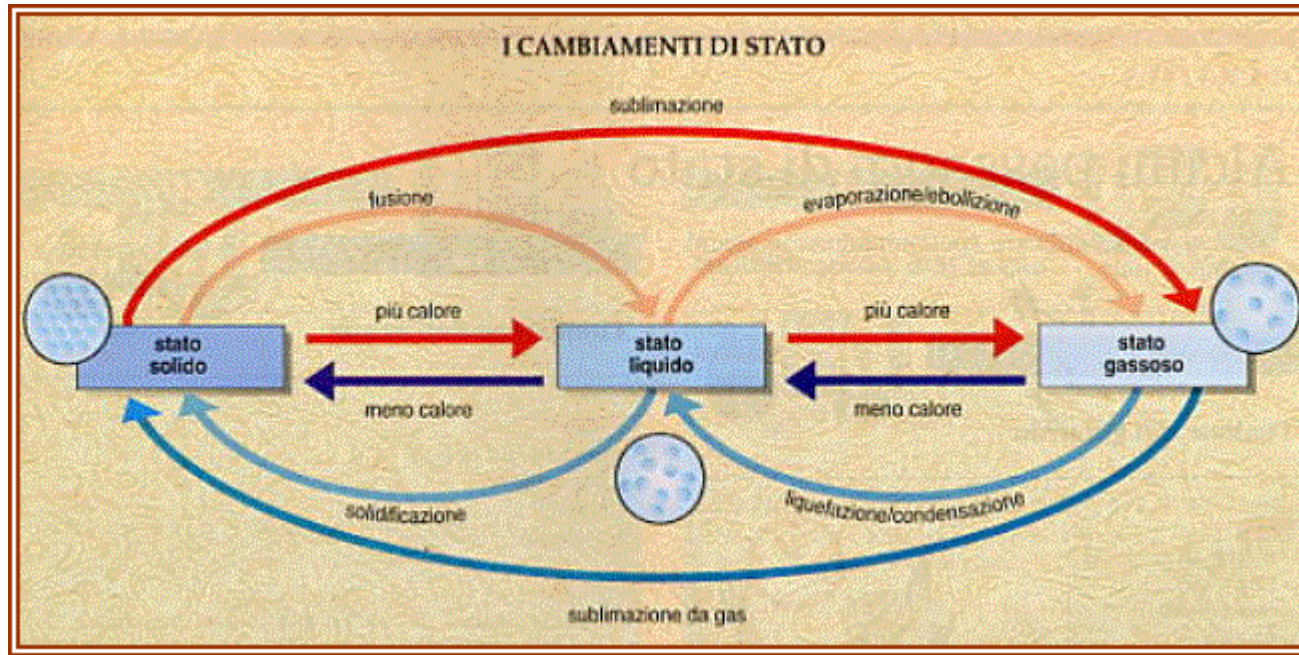 I CAMBIAMENTI DI STATO
sublimazione
fusione
evaporazione/ebollizione
più calore
più calore
stato
solido
stato
liquido
stato
gassoso
meno calore
meno calore
solidificazione
liquefazione/condensazione
sublimazione da gas